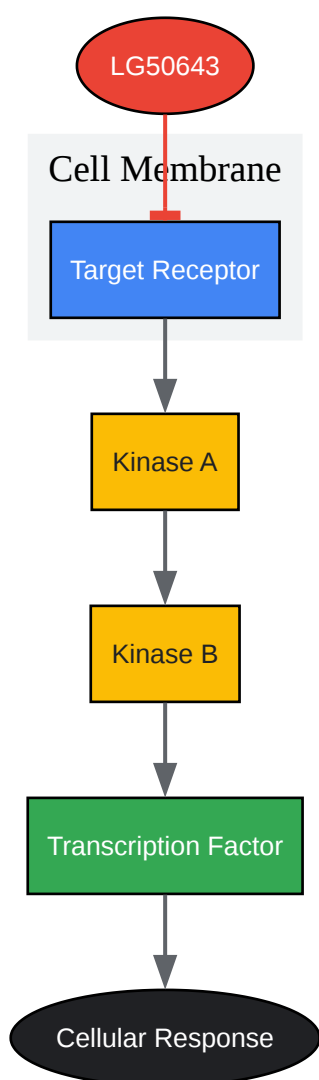 LG50643
Cell Membrane
Target Receptor
Kinase A
Kinase B
Transcription Factor
Cellular Response